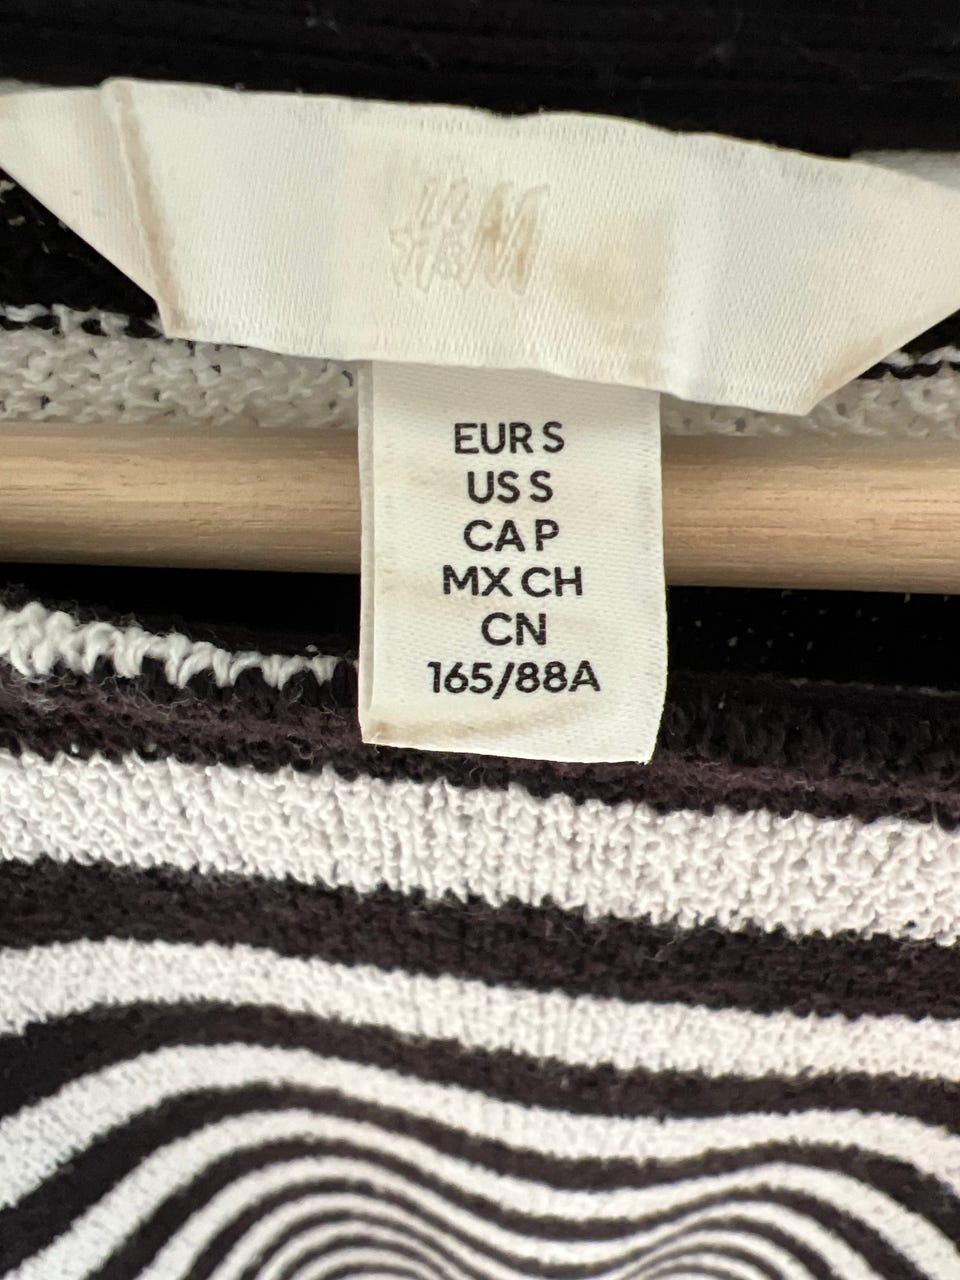 H&M
EUR S
US S
CA P
MX CH
CN
165/88A